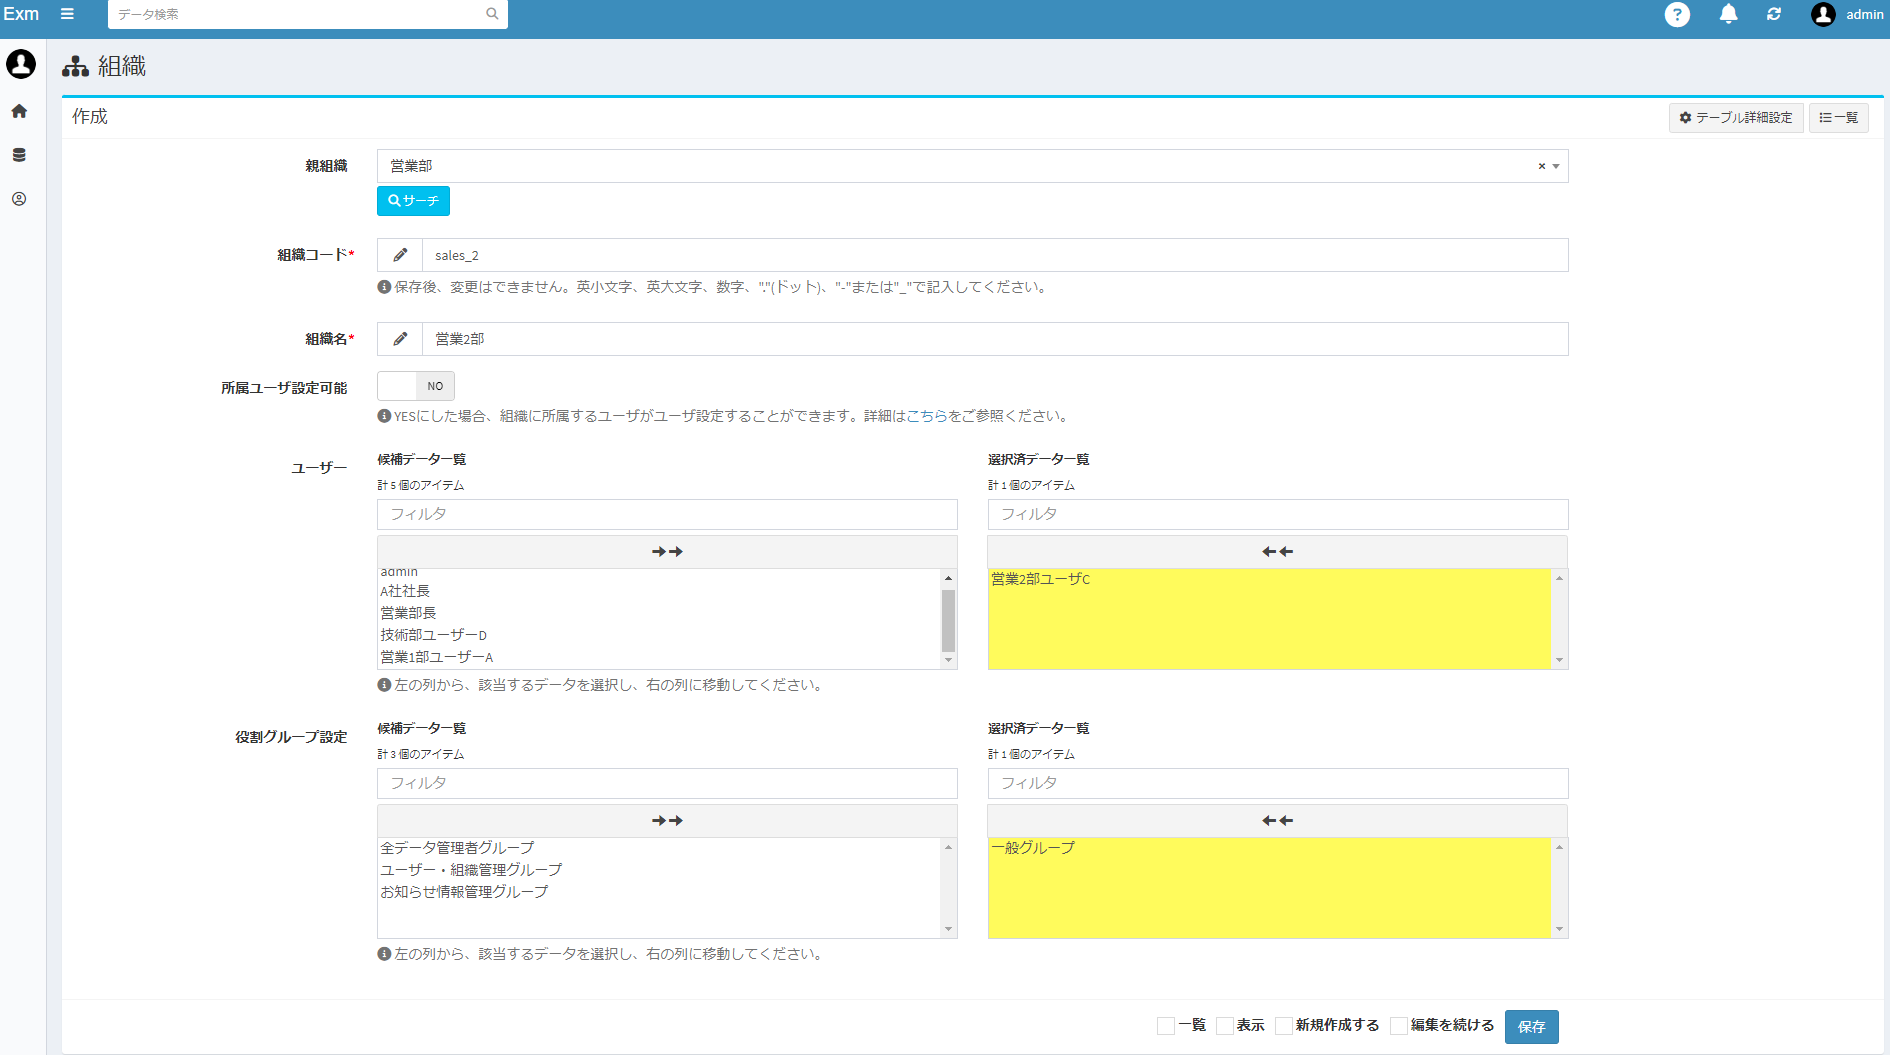 Exm
データ検索
?
admin
組織
作成
テーブル詳細設定
一覧
親組織
営業部
×
サーチ
組織コード*
sales_2
保存後、変更はできません。英小文字、英大文字、数字、"."(ドット)、"-"または"_"で記入してください。
組織名*
営業2部
所属ユーザ設定可能
NO
YESにした場合、組織に所属するユーザがユーザ設定することができます。詳細はこちらをご参照ください。
ユーザー
候補データ一覧
計 5 個のアイテム
フィルタ
admin
A社社長
営業部長
技術部ユーザーD
営業1部ユーザーA
選択済データ一覧
計 1 個のアイテム
フィルタ
営業2部ユーザC
左の列から、該当するデータを選択し、右の列に移動してください。
役割グループ設定
候補データ一覧
計 3 個のアイテム
フィルタ
全データ管理者グループ
ユーザー・組織管理グループ
お知らせ情報管理グループ
選択済データ一覧
計 1 個のアイテム
フィルタ
一般グループ
左の列から、該当するデータを選択し、右の列に移動してください。
一覧 表示 新規作成する 編集を続ける 保存